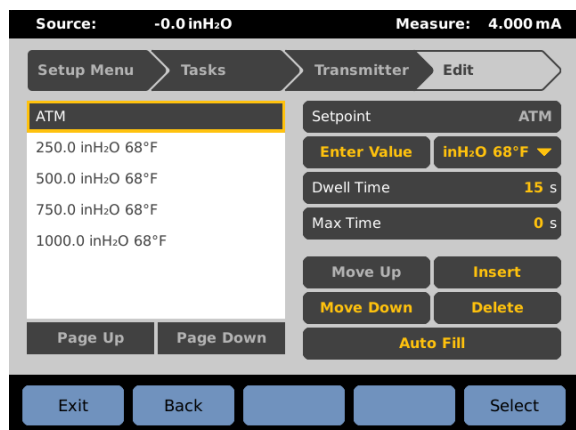 Source: -0.0 inH₂O Measure: 4.000 mA
Setup Menu Tasks Transmitter Edit
ATM
250.0 inH₂O 68°F
500.0 inH₂O 68°F
750.0 inH₂O 68°F
1000.0 inH₂O 68°F
Page Up Page Down
Setpoint ATM
Enter Value inH₂O 68°F
Dwell Time 15 s
Max Time 0 s
Move Up Insert
Move Down Delete
Auto Fill
Exit Back Select